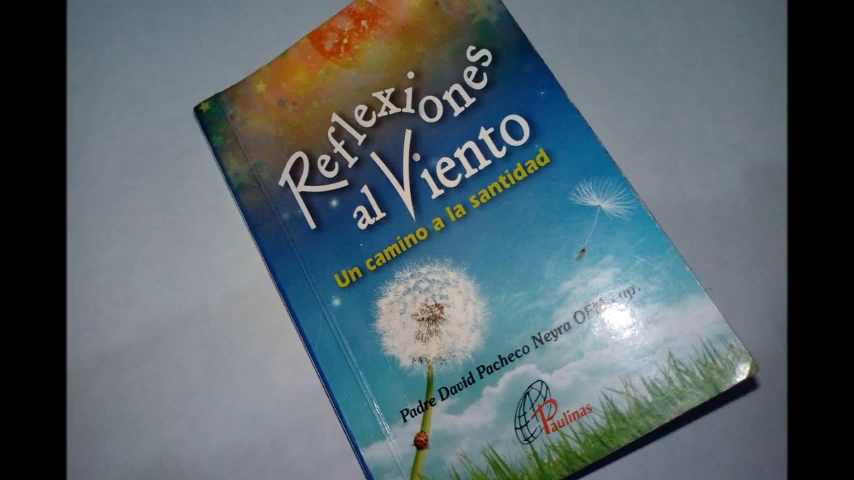 Reflexiones
al Viento
Un camino a la santidad
Padre David Pacheco Neyra
Paulinas